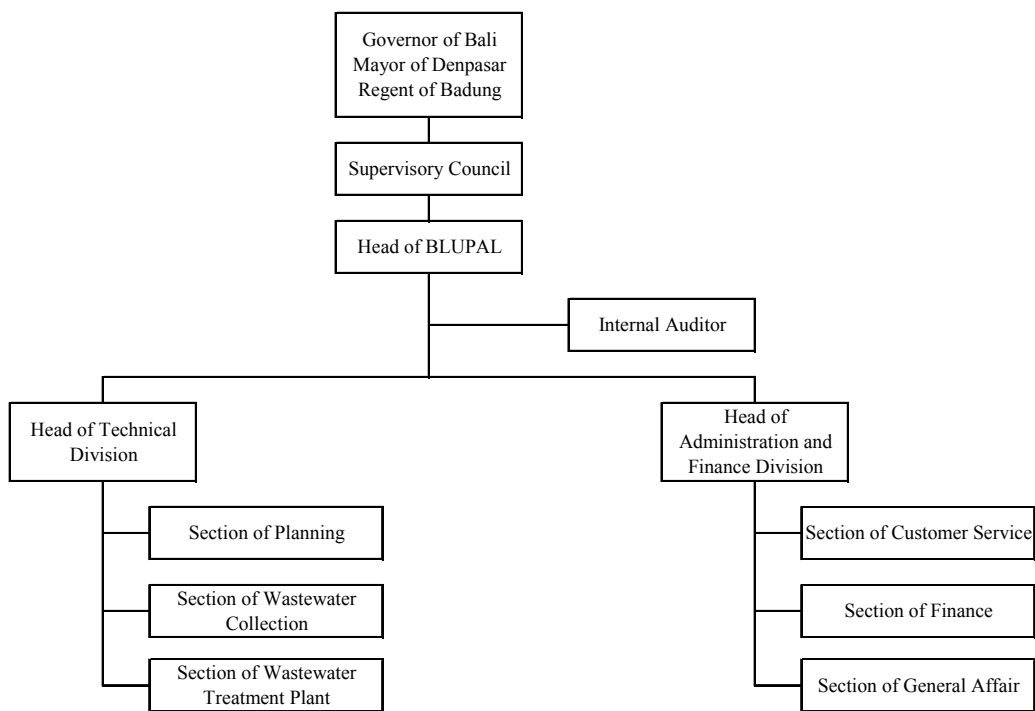 Governor of Bali
Mayor of Denpasar
Regent of Badung
Supervisory Council
Head of BLUPAL
Internal Auditor
Head of Technical
Division
Head of
Administration and
Finance Division
Section of Planning
Section of Wastewater
Collection
Section of Wastewater
Treatment Plant
Section of Customer Service
Section of Finance
Section of General Affair